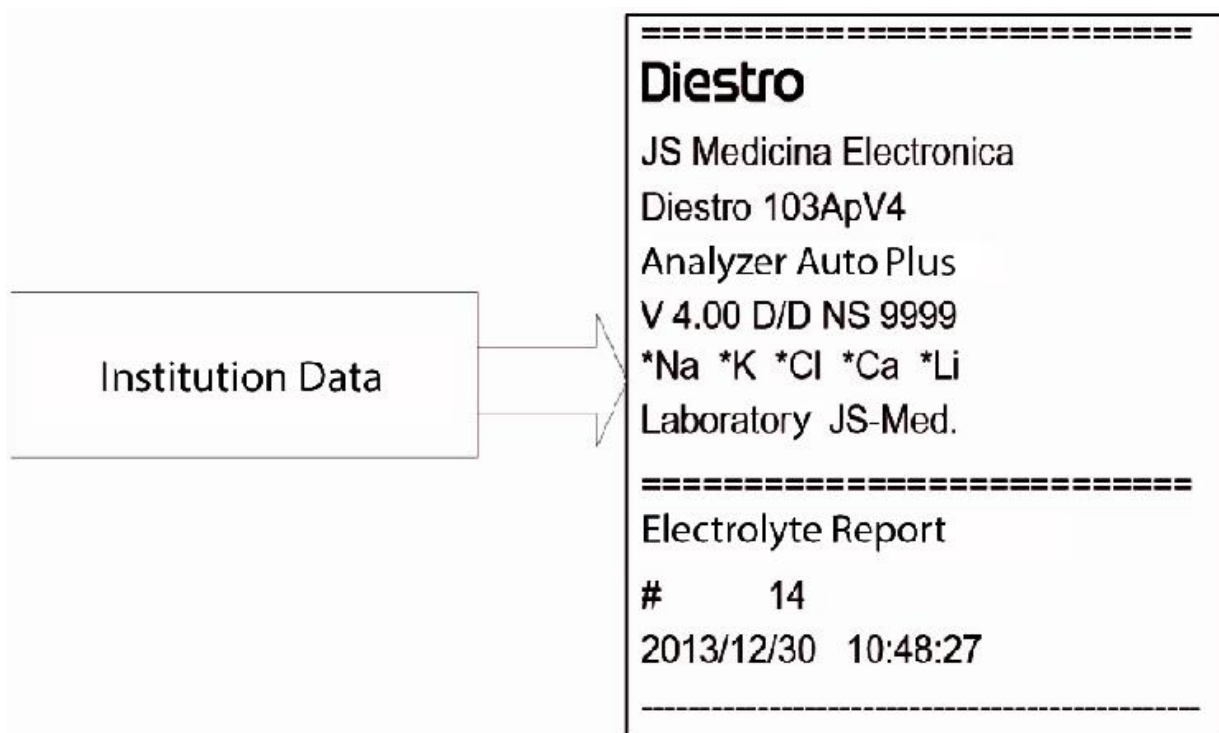 Institution Data
===========================
Diestro
JS Medicina Electronica
Diestro 103ApV4
Analyzer Auto Plus
V 4.00 D/D NS 9999
*Na *K *Cl *Ca *Li
Laboratory JS-Med.
===========================
Electrolyte Report
# 14
2013/12/30 10:48:27
------------------------------------------------